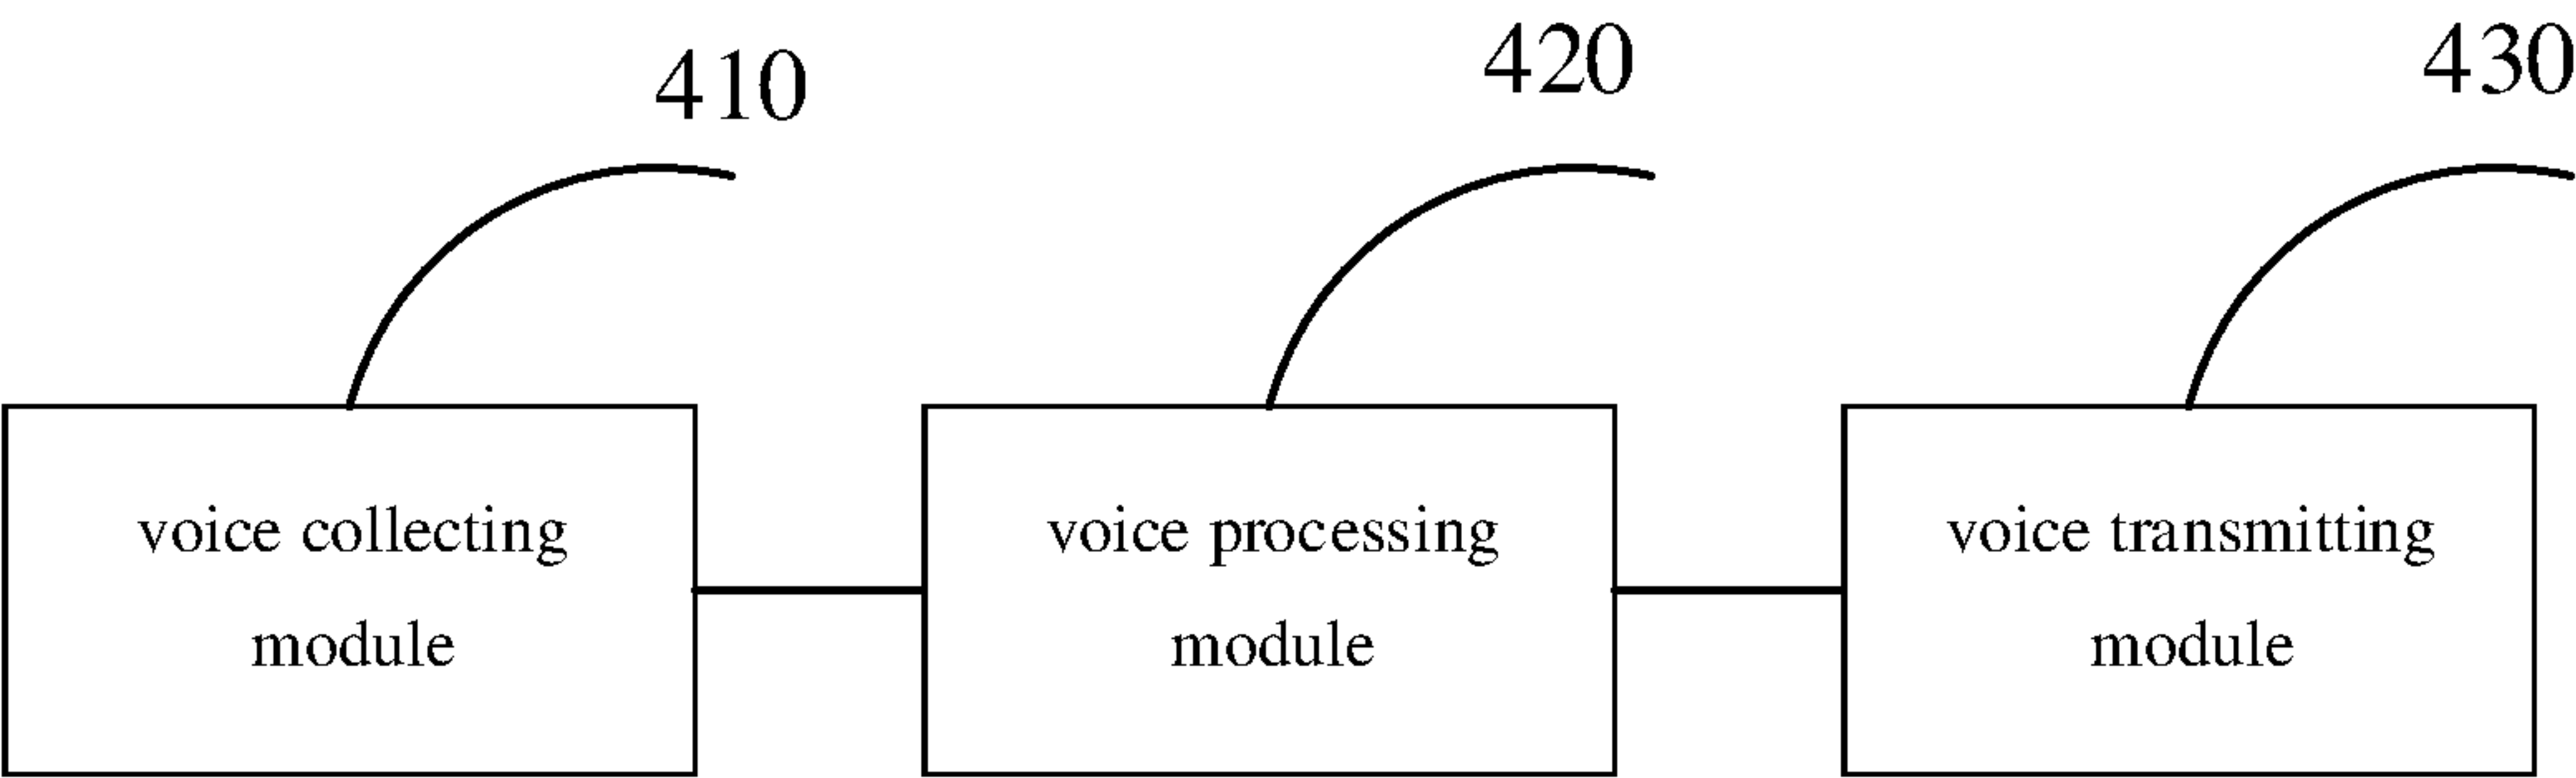 410
420
430
voice collecting
module
voice processing
module
voice transmitting
module